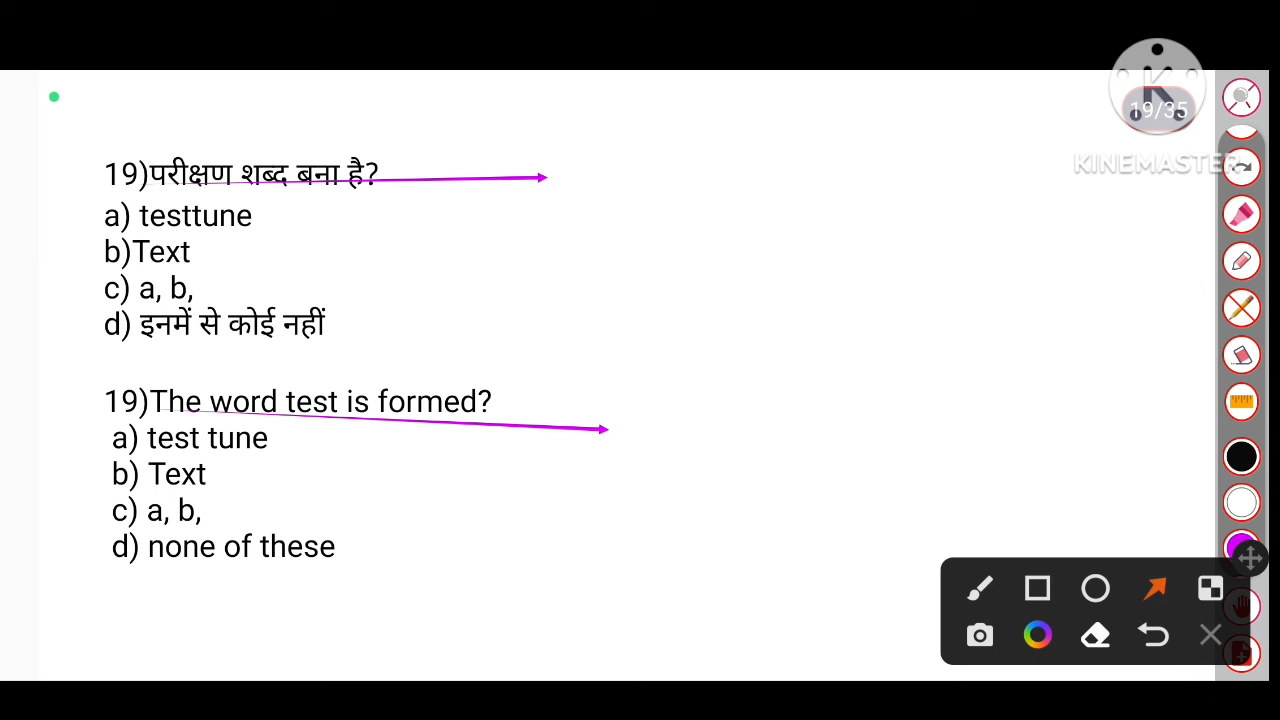 19/35
KINEMASTER
19)परीक्षण शब्द बना है?
a) testtune
b)Text
c) a, b,
d) इनमें से कोई नहीं
19)The word test is formed?
a) test tune
b) Text
c) a, b,
d) none of these